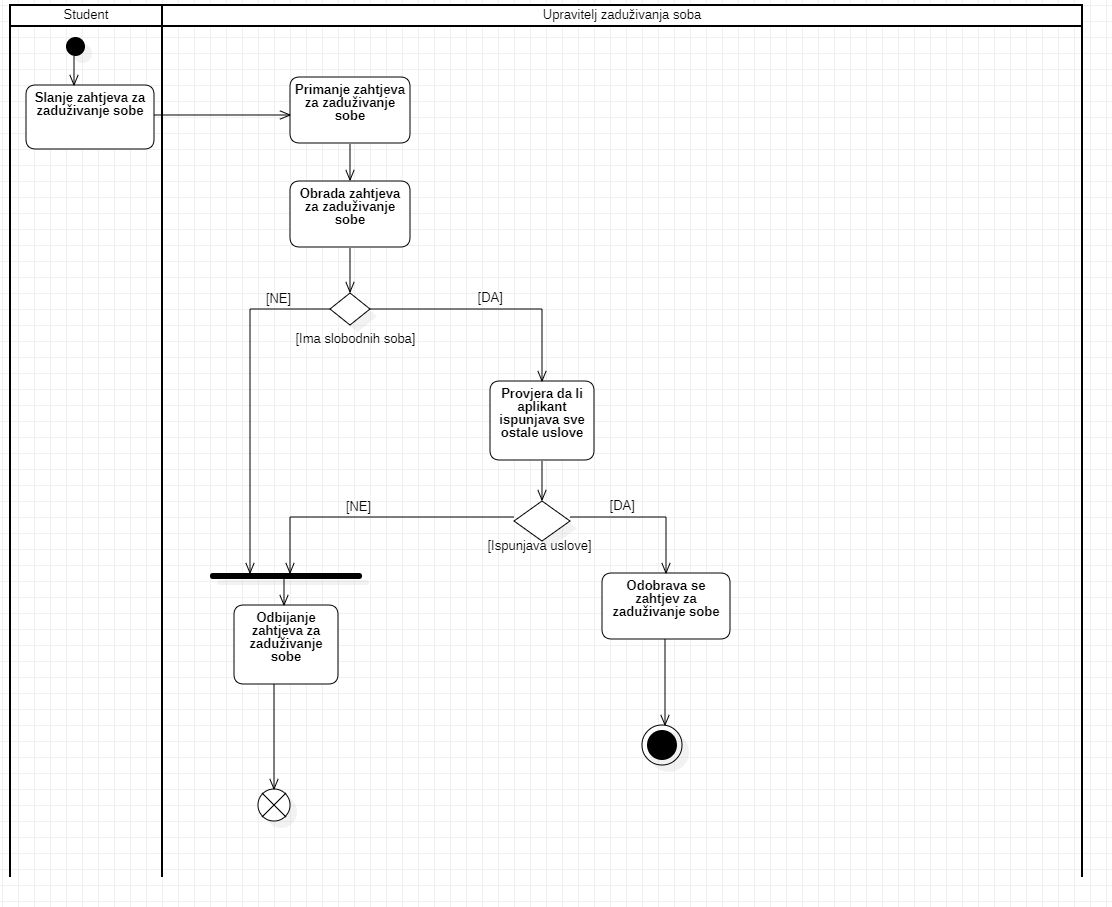 Student
Upravitelj zaduživanja soba
Slanje zahtjeva za
zaduživanje sobe
Primanje zahtjeva
za zaduživanje
sobe
Obrada zahtjeva
za zaduživanje
sobe
[NE]
[DA]
[Ima slobodnih soba]
Provjera da li
aplikant
ispunjava sve
ostale uslove
[NE]
[DA]
[Ispunjava uslove]
Odbijanje
zahtjeva za
zaduživanje
sobe
Odobrava se
zahtjev za
zaduživanje sobe